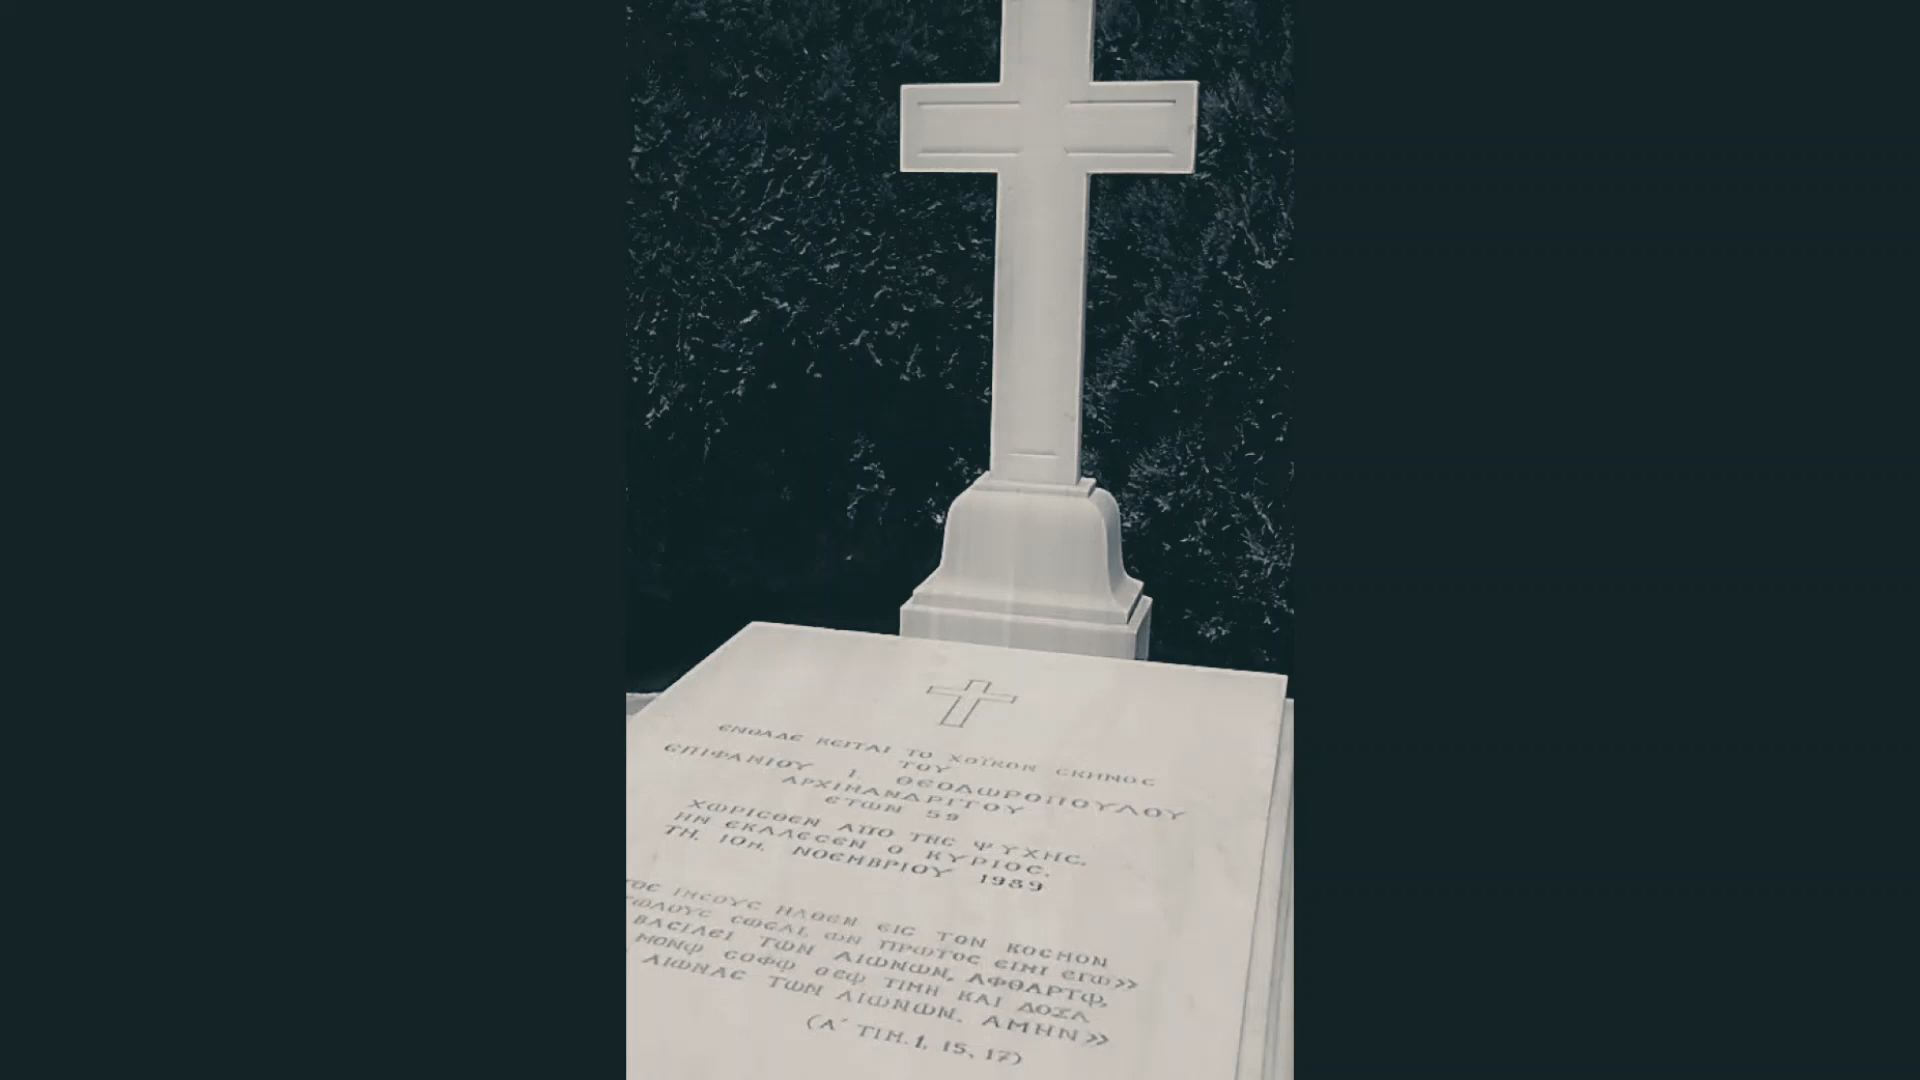 ΕΝΘΑΔΕ ΚΕΙΤΑΙ ΤΟ ΧΟΪΚΟΝ ΣΚΗΝΟΣ
ΤΟΥ
ΕΠΙΦΑΝΙΟΥ Ι. ΘΕΟΔΩΡΟΠΟΥΛΟΥ
ΑΡΧΙΜΑΝΔΡΙΤΟΥ
ΕΤΩΝ 59
ΧΩΡΙΣΘΕΝ ΑΠΟ ΤΗΣ ΨΥΧΗΣ,
ΗΝ ΕΚΑΛΕΣΕΝ Ο ΚΥΡΙΟΣ,
ΤΗ, 10Η, ΝΟΕΜΒΡΙΟΥ 1989
ΤΟΣ ΙΗΣΟΥΣ ΗΛΘΕΝ ΕΙΣ ΤΟΝ ΚΟΣΜΟΝ
ΤΩΛΟΥΣ ΣΩΣΑΙ, ΩΝ ΠΡΩΤΟΣ ΕΙΜΙ ΕΓΩ»
ΒΑΣΙΛΕΙ ΤΩΝ ΑΙΩΝΩΝ, ΑΦΘΑΡΤΩ,
ΜΟΝΩ ΣΟΦΩ ΘΕΩ ΤΙΜΗ ΚΑΙ ΔΟΞΑ
ΑΙΩΝΑΣ ΤΩΝ ΑΙΩΝΩΝ. ΑΜΗΝ»
(Α΄ ΤΙΜ. 1, 15, 17)